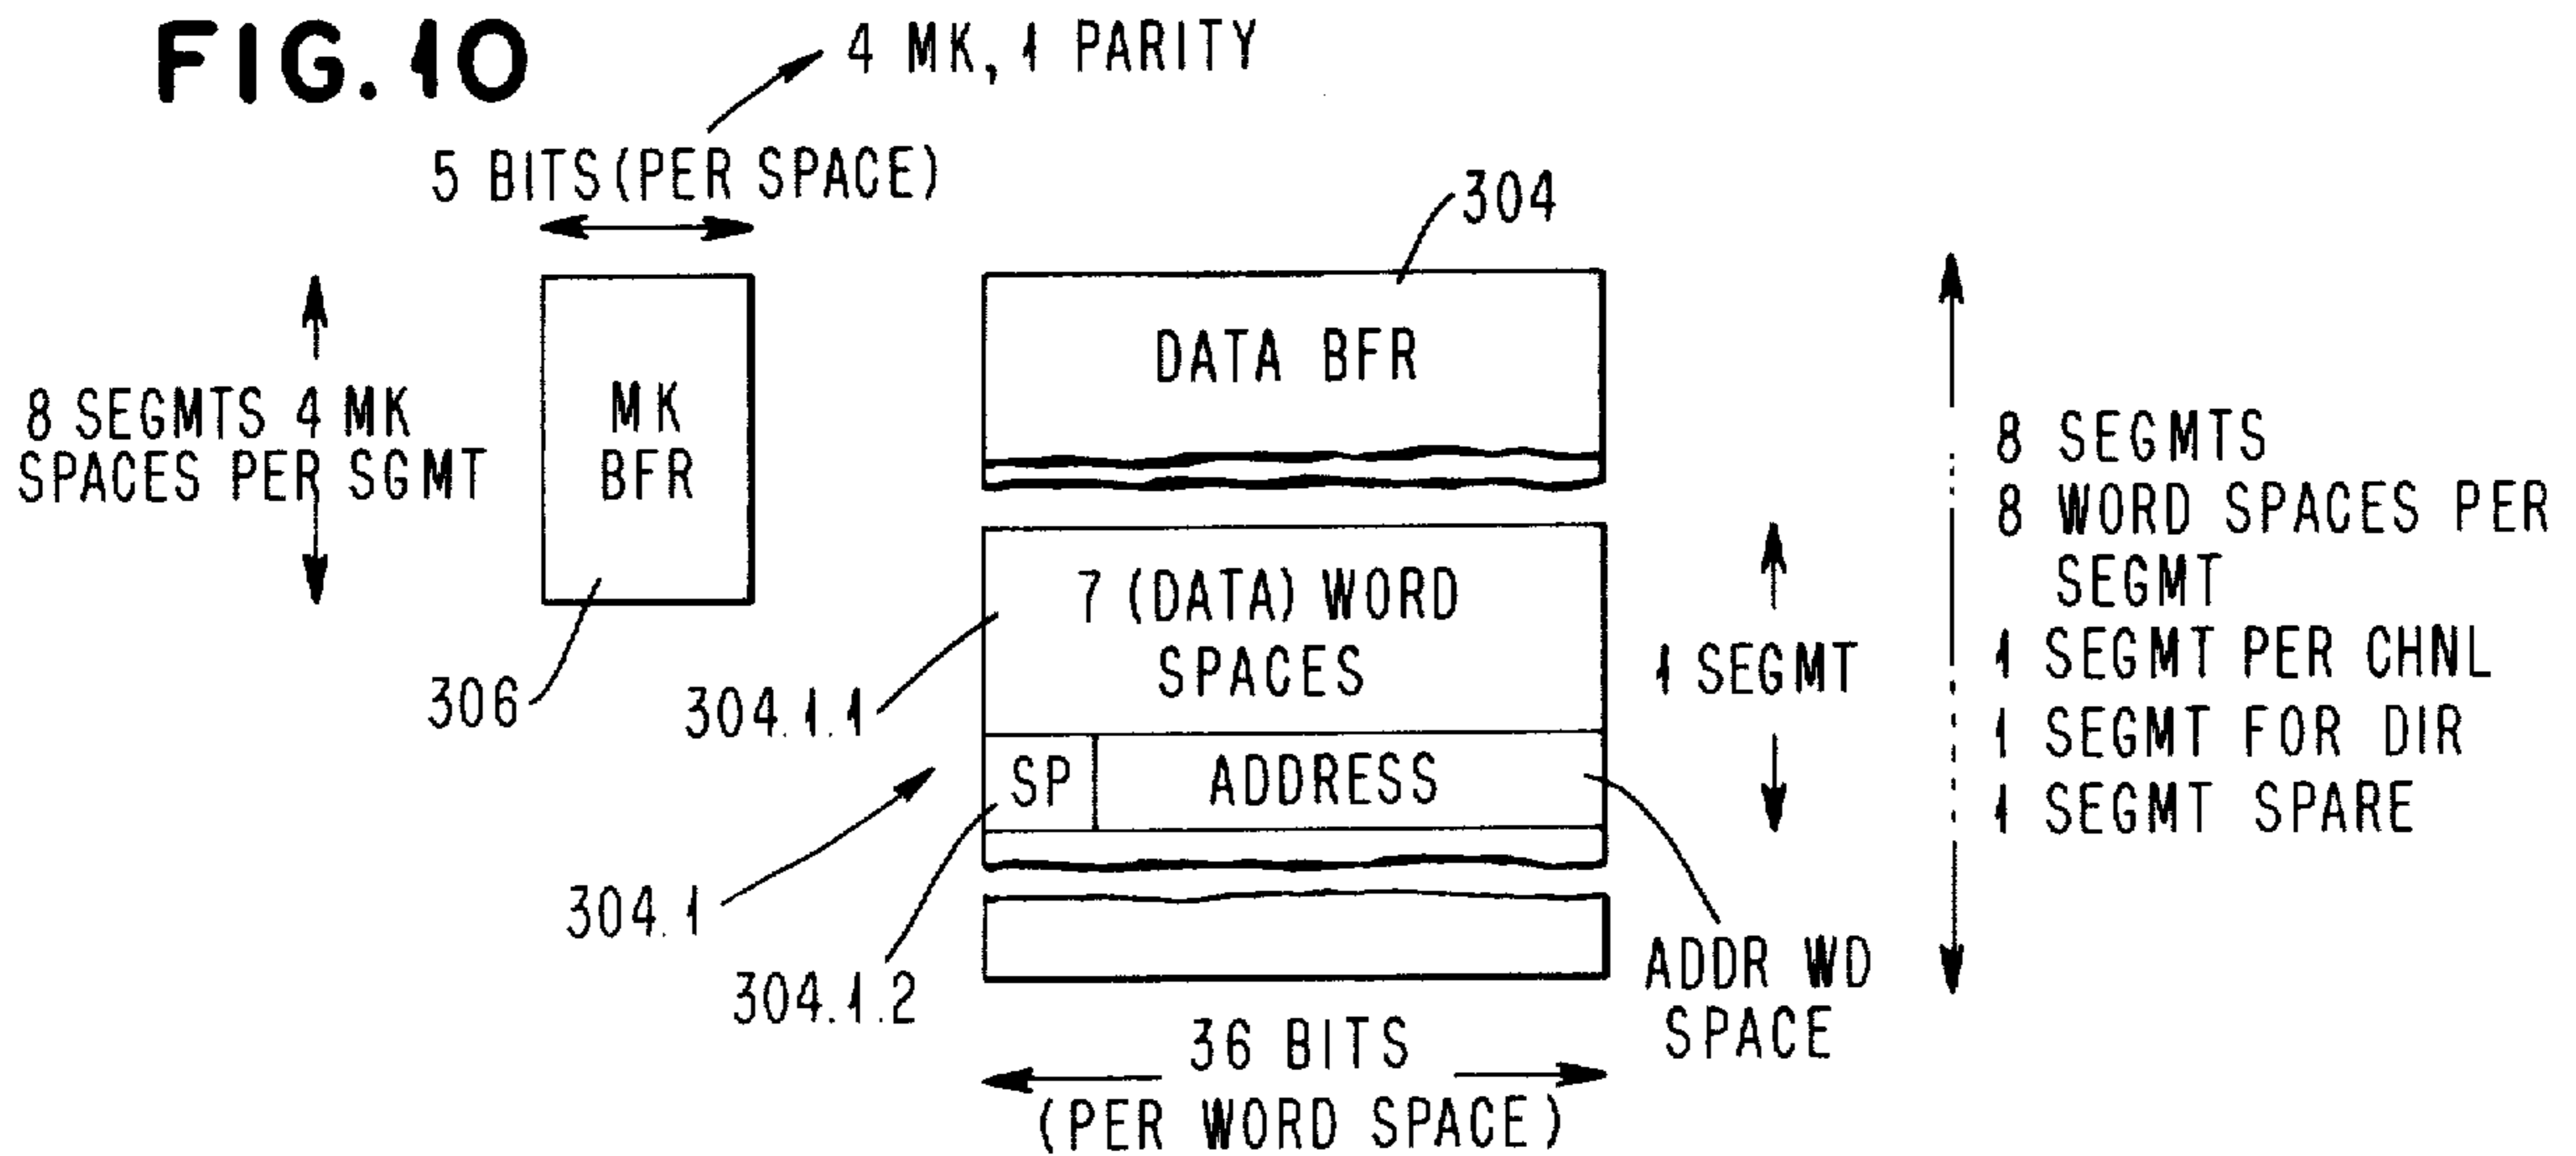 FIG. 10
4 MK, 1 PARITY
5 BITS (PER SPACE)
304
8 SEGMTS 4 MK
SPACES PER SGMT
MK
BFR
306
DATA BFR
7 (DATA) WORD
SPACES
304.1.1
SP
ADDRESS
304.1
304.1.2
1 SEGMT
ADDR WD
SPACE
36 BITS
(PER WORD SPACE)
8 SEGMTS
8 WORD SPACES PER
SEGMT
1 SEGMT PER CHNL
1 SEGMT FOR DIR
1 SEGMT SPARE